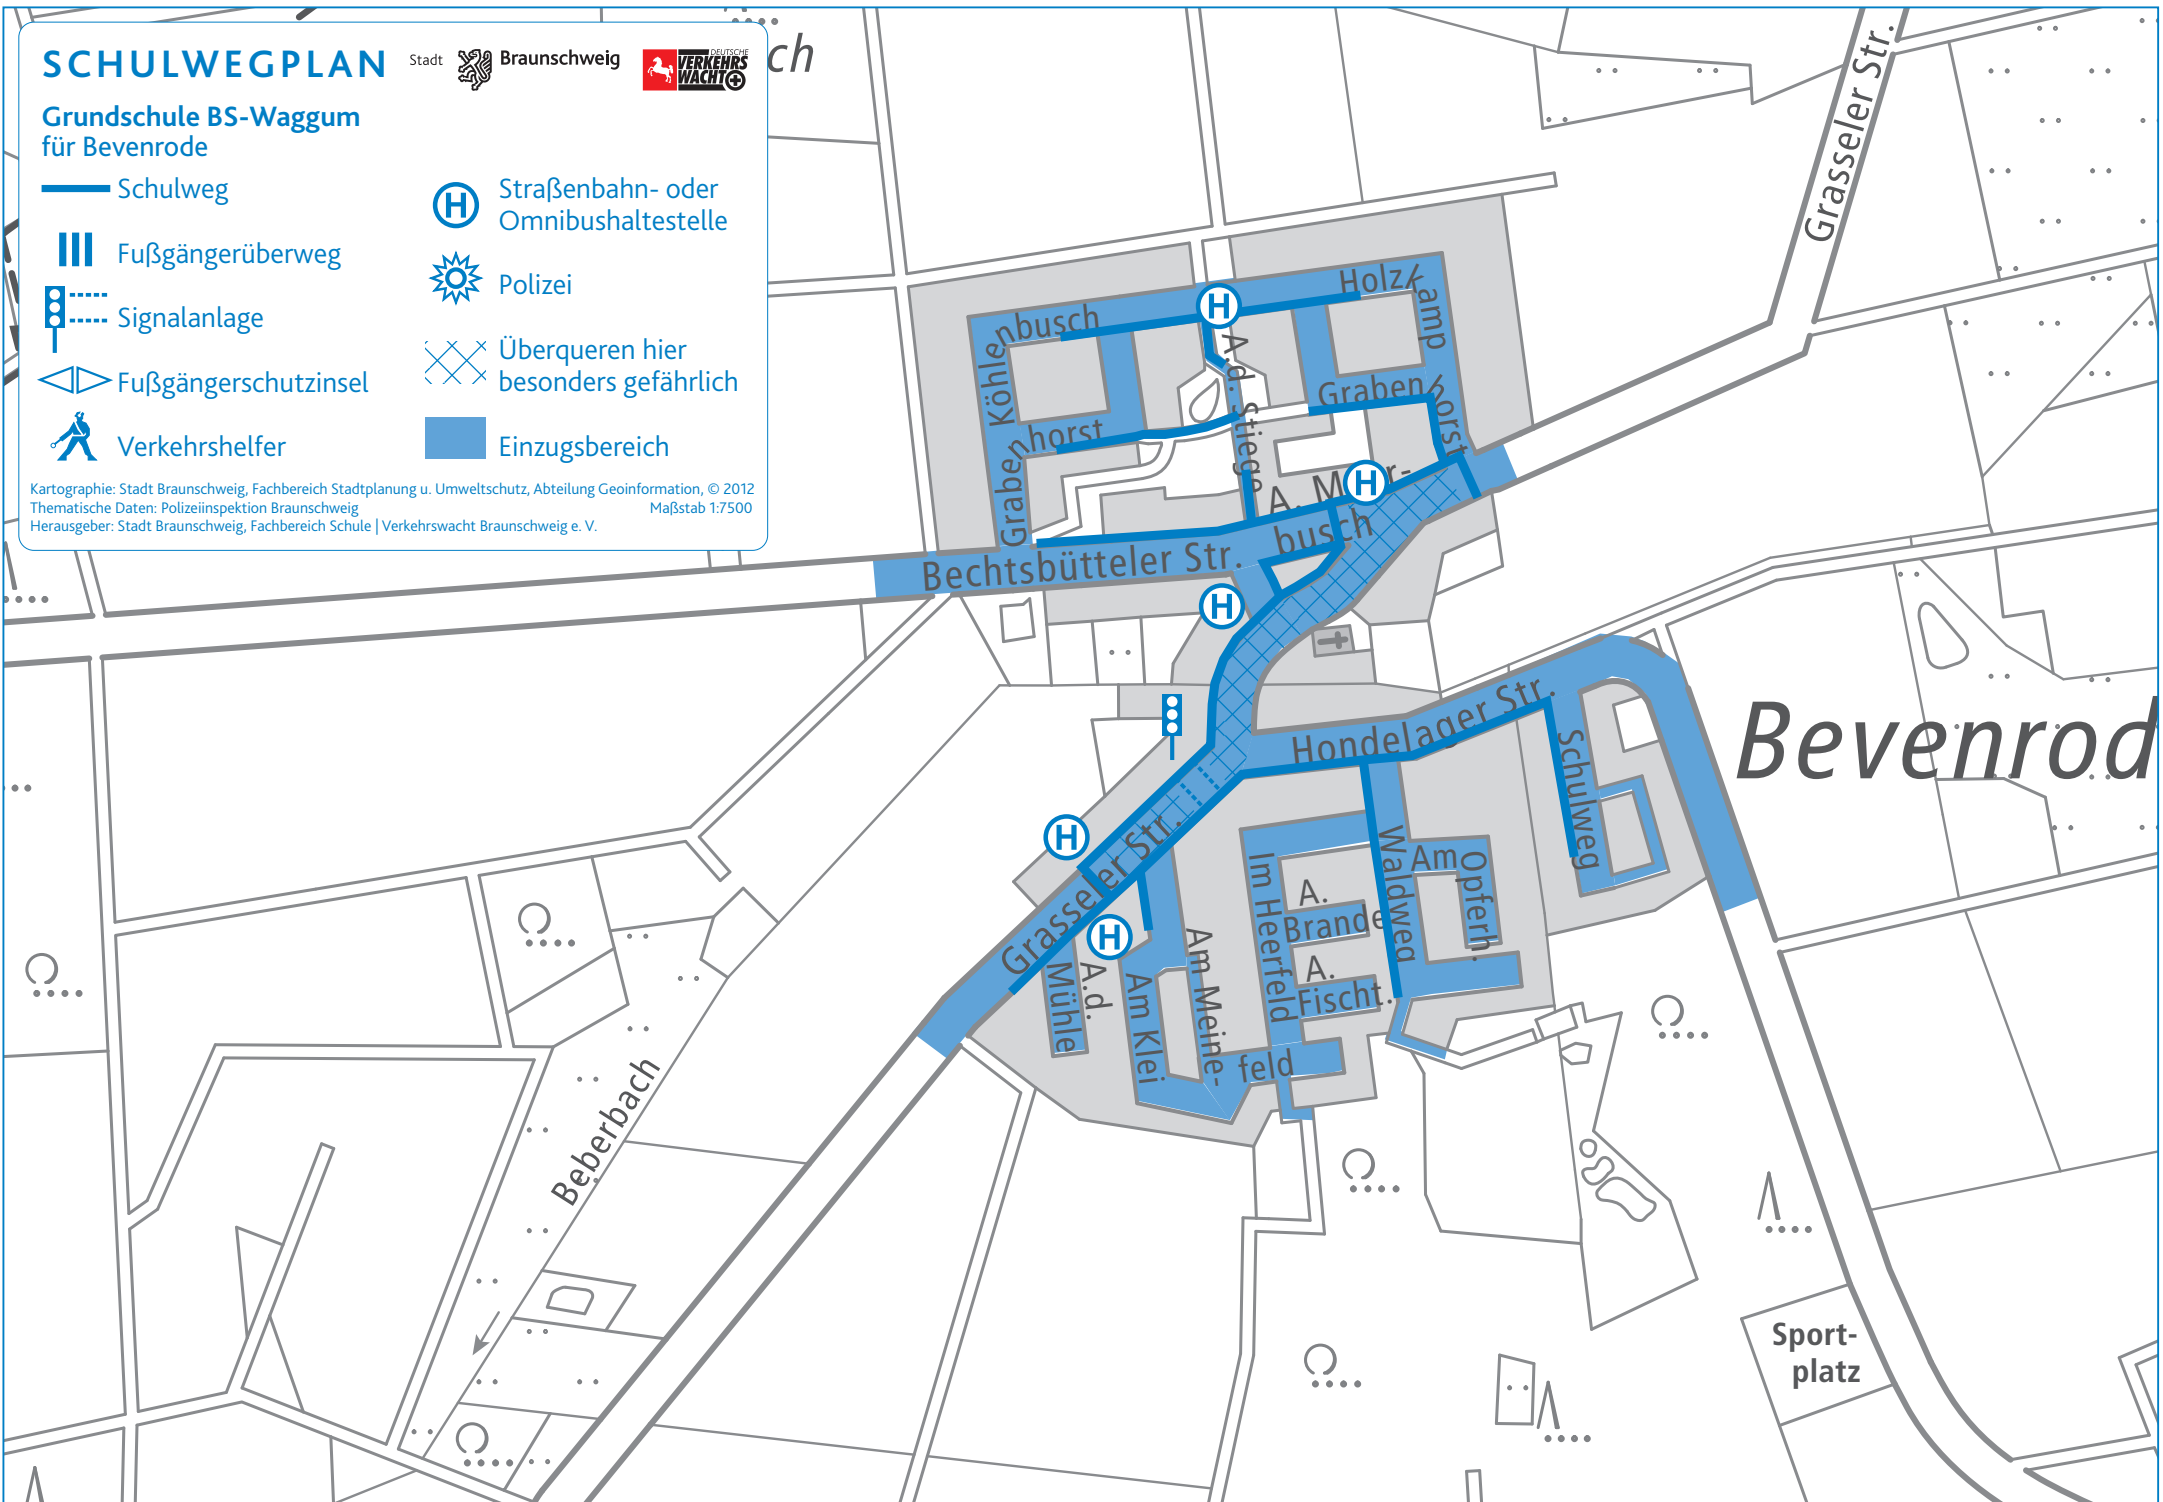 SCHULWEGPLAN
Stadt Braunschweig
DEUTSCHE
VERKEHRS
WACHT
ch
Grundschule BS-Waggum
für Bevenrode
Schulweg
Fußgängerüberweg
Signalanlage
Fußgängerschutzinsel
Verkehrshelfer
H
Straßenbahn- oder
Omnibushaltestelle
Polizei
Überqueren hier
besonders gefährlich
Einzugsbereich
Kartographie: Stadt Braunschweig, Fachbereich Stadtplanung u. Umweltschutz, Abteilung Geoinformation, © 2012
Thematische Daten: Polizeiinspektion Braunschweig
Maßstab 1:7500
Herausgeber: Stadt Braunschweig, Fachbereich Schule | Verkehrswacht Braunschweig e. V.
Grasseler Str.
Holzkamp
H
Köhlenbusch
A.d. Stiege
Grabenhorst
Grabenhorst
H
A. Moor-
busch
Bechtsbütteler Str.
H
Hondelager Str.
Schulweg
Bevenrod
H
Grasseler Str.
Waldweg
Am
Opferh.
Im Heerfeld
A.
Brande
A.
Fischt.
H
A.d.
Mühle
Am Klei
Am Meine-
feld
Beberbach
Sport-
platz